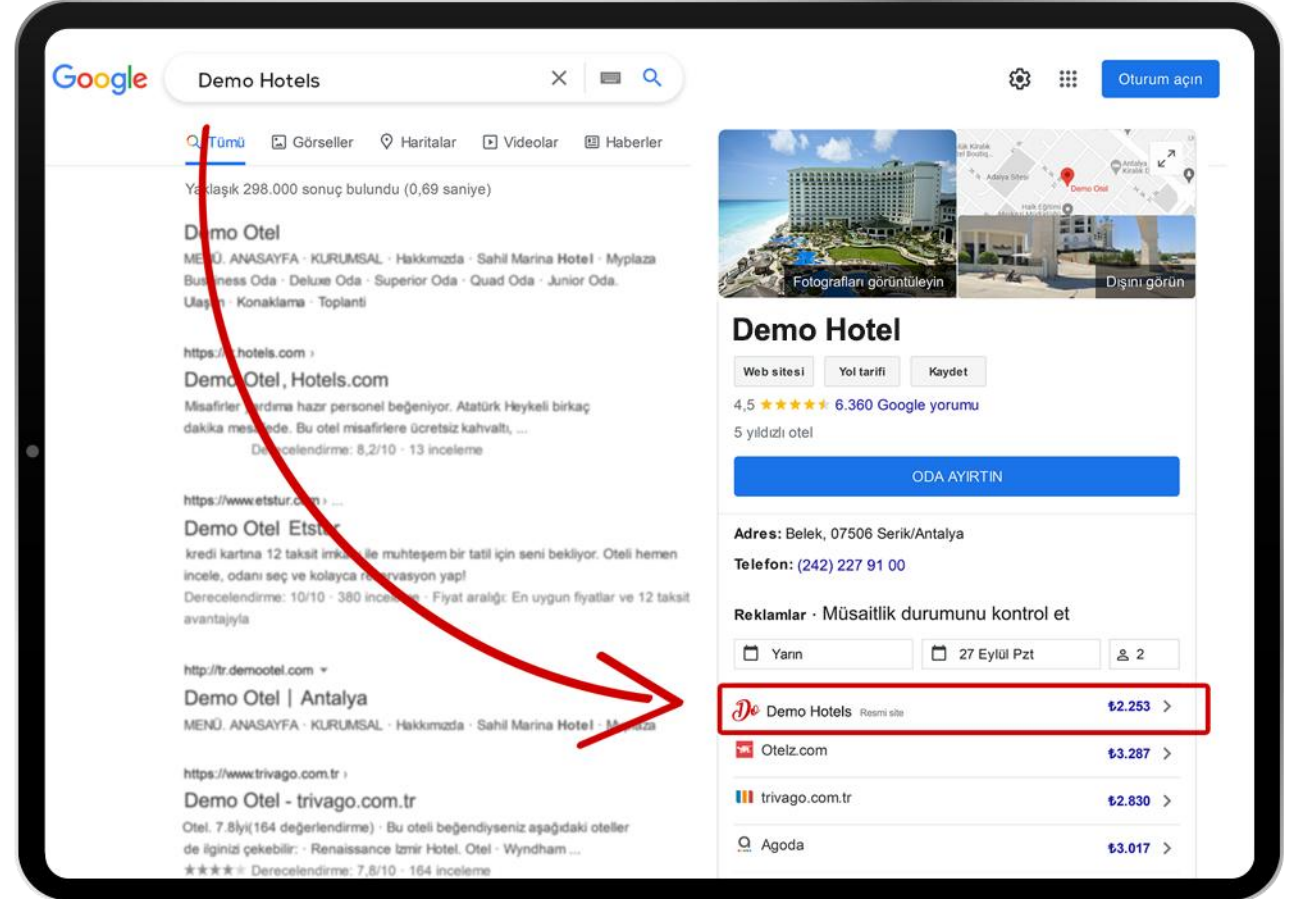 Google
Demo Hotels
Oturum açın
Tümü Görseller Haritalar Videolar Haberler
Yaklaşık 298.000 sonuç bulundu (0,69 saniye)
Demo Otel
MENÜ. ANASAYFA · KURUMSAL · Hakkımızda · Sahil Marina Hotel · Myplaza
Business Oda · Deluxe Oda · Superior Oda · Quad Oda · Junior Oda.
Ulaşım · Konaklama · Toplanti
https://tr.hotels.com ›
Demo Otel, Hotels.com
Misafirler yardıma hazır personel beğeniyor. Atatürk Heykeli birkaç
dakika mesafede. Bu otel misafirlere ücretsiz kahvaltı, ...
Derecelendirme: 8,2/10 · 13 inceleme
https://www.etstur.com › ...
Demo Otel Etstur
kredi kartına 12 taksit imkanı ile muhteşem bir tatil için seni bekliyor. Oteli hemen
incele, odanı seç ve kolayca rezervasyon yap!
Derecelendirme: 10/10 · 380 inceleme · Fiyat aralığı: En uygun fiyatlar ve 12 taksit
avantajıyla
http://tr.demootel.com
Demo Otel | Antalya
MENÜ. ANASAYFA · KURUMSAL · Hakkımızda · Sahil Marina Hotel · Myplaza
https://www.trivago.com.tr ›
Demo Otel - trivago.com.tr
Otel. 7.8İyi(164 değerlendirme) · Bu oteli beğendiyseniz aşağıdaki oteller
de ilginizi çekebilir: · Renaissance Izmir Hotel. Otel · Wyndham ...
Derecelendirme: 7,8/10 · 164 inceleme
Adalya Sitesi
Antalya
Kiralık
Demo Otel
Halk Eğitimi
Fotografları görüntüleyin
Dışını görün
Demo Hotel
Web sitesi Yol tarifi Kaydet
4,5 6.360 Google yorumu
5 yıldızlı otel
ODA AYIRTIN
Adres: Belek, 07506 Serik/Antalya
Telefon: (242) 227 91 00
Reklamlar · Müsaitlik durumunu kontrol et
Yarın 27 Eylül Pzt 2
Do Demo Hotels Resmi site ₺2.253
Otelz.com ₺3.287
trivago.com.tr ₺2.830
Agoda ₺3.017